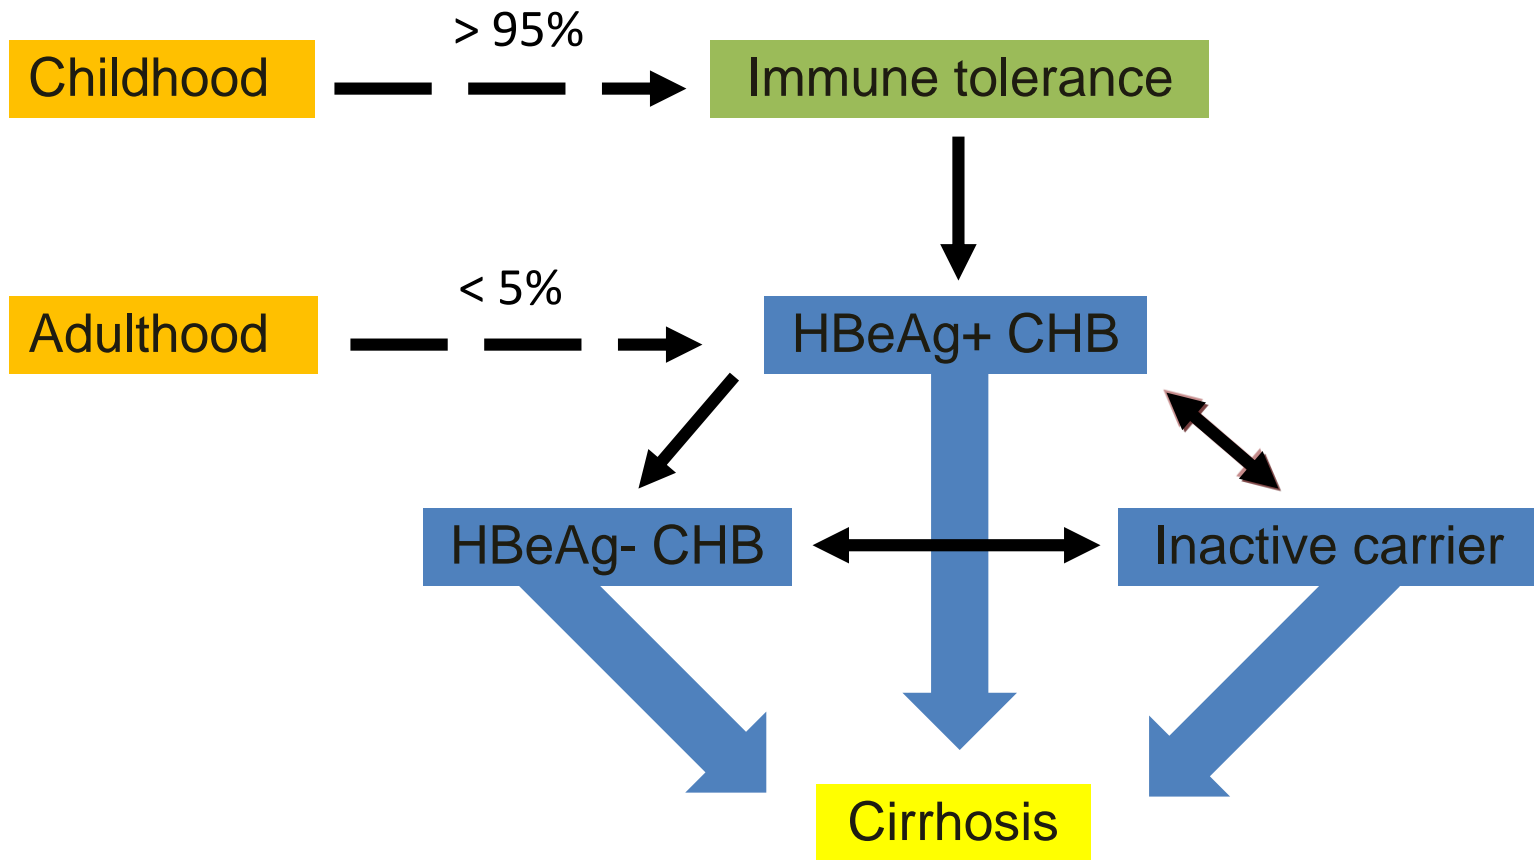 > 95%
Childhood
Immune tolerance
< 5%
Adulthood
HBeAg+ CHB
HBeAg- CHB
Inactive carrier
Cirrhosis